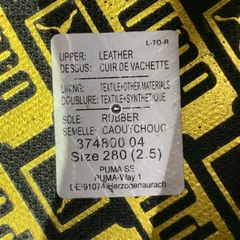 L-TO-R
UPPER: LEATHER
DESSUS: CUIR DE VACHETTE
LINING: TEXTILE+OTHER MATERIALS
DOUBLURE: TEXTILE+SYNTHETIQUE
SOLE: RUBBER
SEMELLE: CAOUTCHOUC
374800 04
Size 280 (2.5)
PUMA SE
PUMA-Way 1
D-E 91074 Herzogenaurach